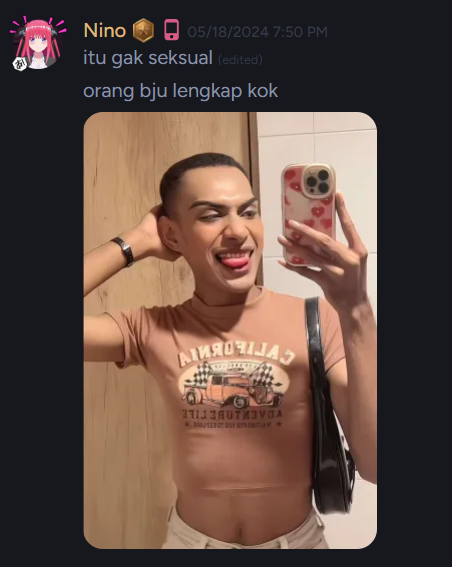 Nino 05/18/2024 7:50 PM
itu gak seksual (edited)
orang bju lengkap kok
CALIFORNIA
ADVENTURE LIFE